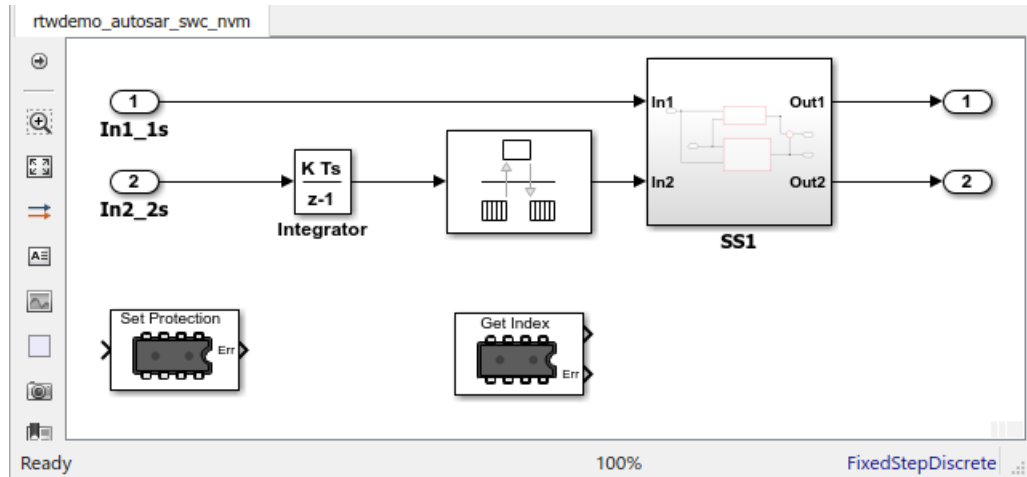 rtwdemo_autosar_swc_nvm
1
In1_1s
In1
Out1
1
2
In2_2s
K Ts
z-1
Integrator
In2
Out2
2
SS1
Set Protection
Err
Get Index
Err
A
Ready
100%
FixedStepDiscrete